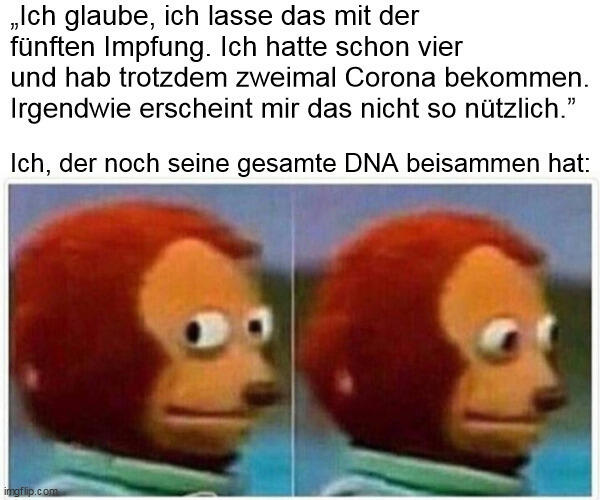 „Ich glaube, ich lasse das mit der
fünften Impfung. Ich hatte schon vier
und hab trotzdem zweimal Corona bekommen.
Irgendwie erscheint mir das nicht so nützlich.”
Ich, der noch seine gesamte DNA beisammen hat:
imgflip.com